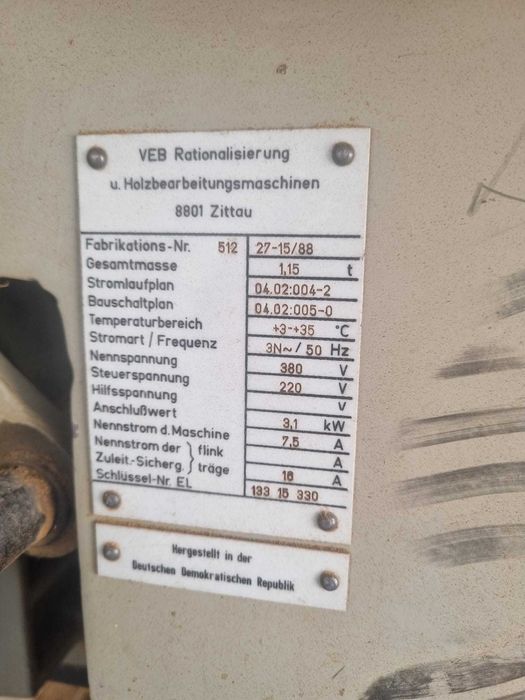 VEB Rationalisierung
u. Holzbearbeitungsmaschinen
8801 Zittau
Fabrikations-Nr. 512 27-15/88
Gesamtmasse 1,15 t
Stromlaufplan 04.02:004-2
Bauschaltplan 04.02:005-0
Temperaturbereich +3-+35 °C
Stromart / Frequenz 3N~/ 50 Hz
Nennspannung 380 V
Steuerspannung 220 V
Hilfsspannung V
Anschlußwert 3,1 kW
Nennstrom d. Maschine 7,5 A
Nennstrom der } flink A
Zuleit.-Sicherg. } träge 16 A
Schlüssel-Nr. EL 133 15 330
Hergestellt in der
Deutschen Demokratischen Republik